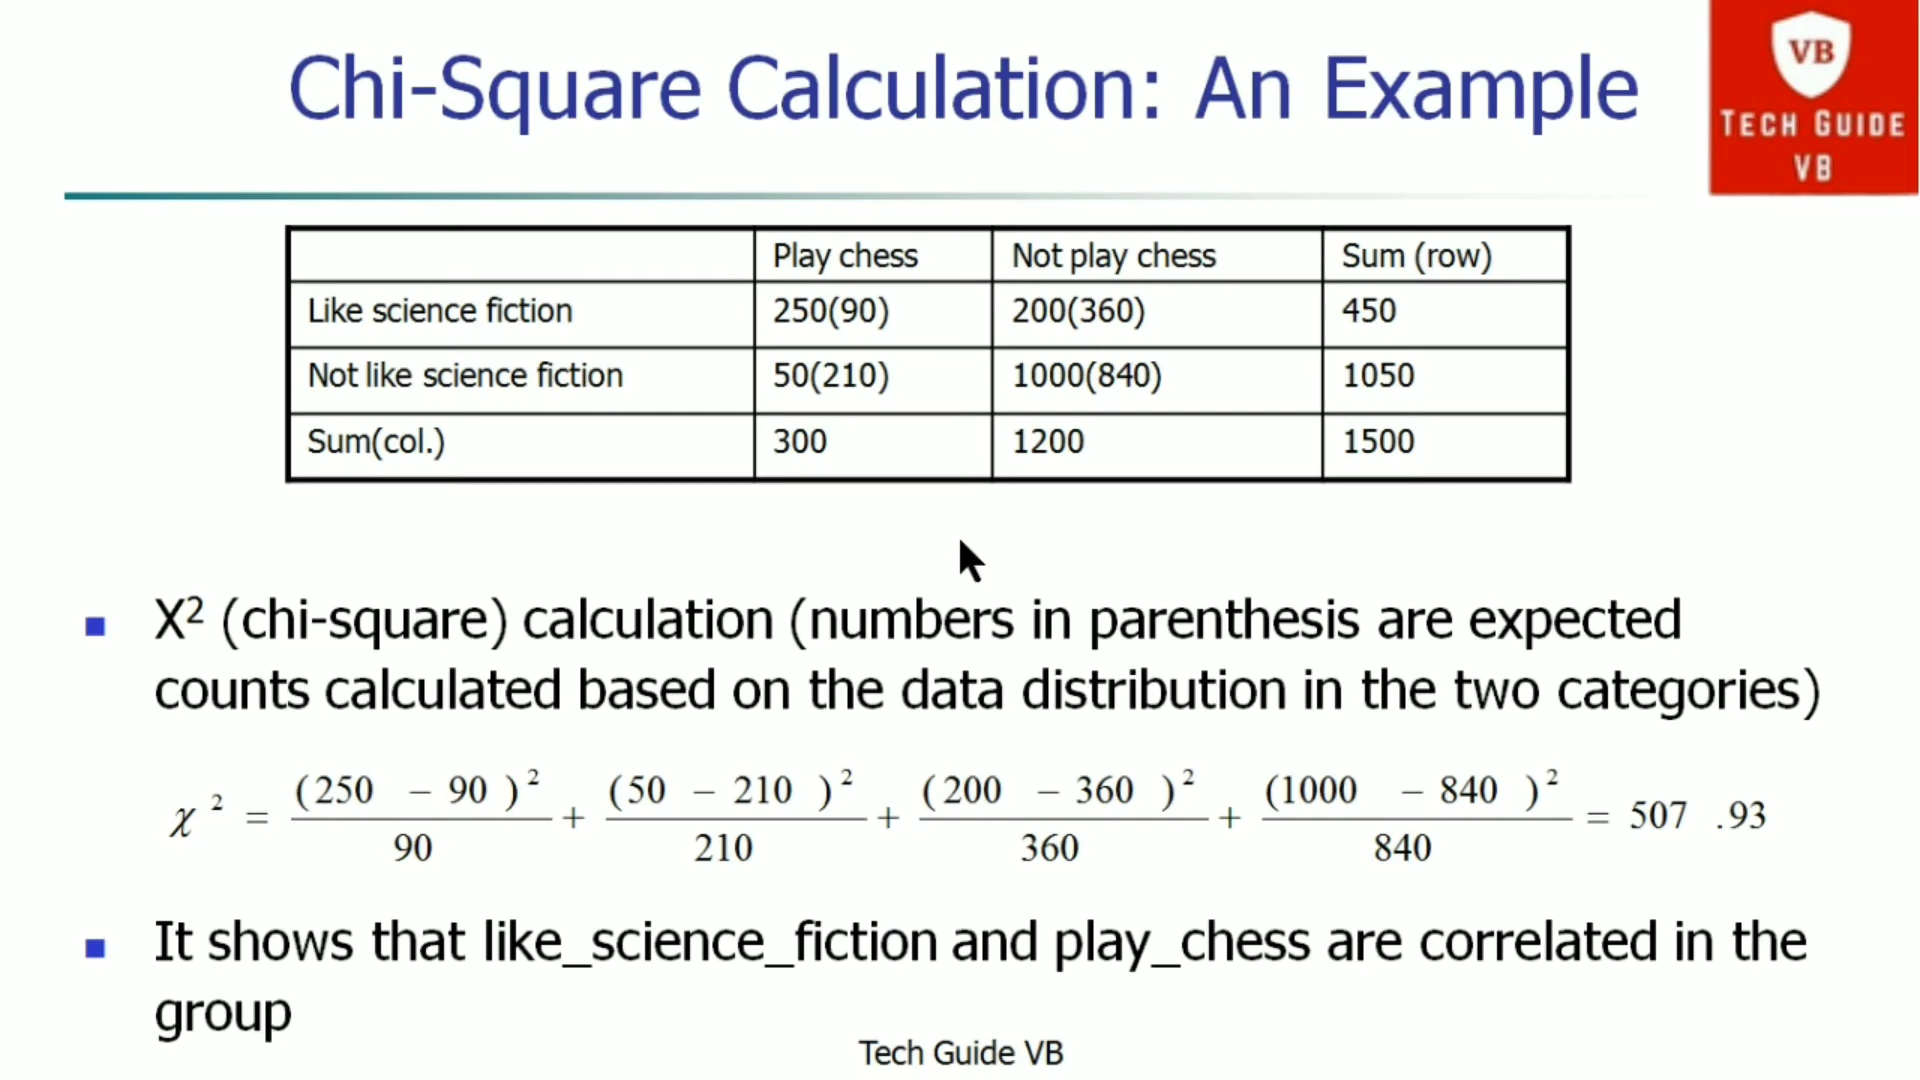 Chi-Square Calculation: An Example
VB
TECH GUIDE
VB
Play chess Not play chess Sum (row)
Like science fiction 250(90) 200(360) 450
Not like science fiction 50(210) 1000(840) 1050
Sum(col.) 300 1200 1500
X² (chi-square) calculation (numbers in parenthesis are expected
counts calculated based on the data distribution in the two categories)
χ² = (250 − 90)²/90 + (50 − 210)²/210 + (200 − 360)²/360 + (1000 − 840)²/840 = 507.93
It shows that like_science_fiction and play_chess are correlated in the
group
Tech Guide VB